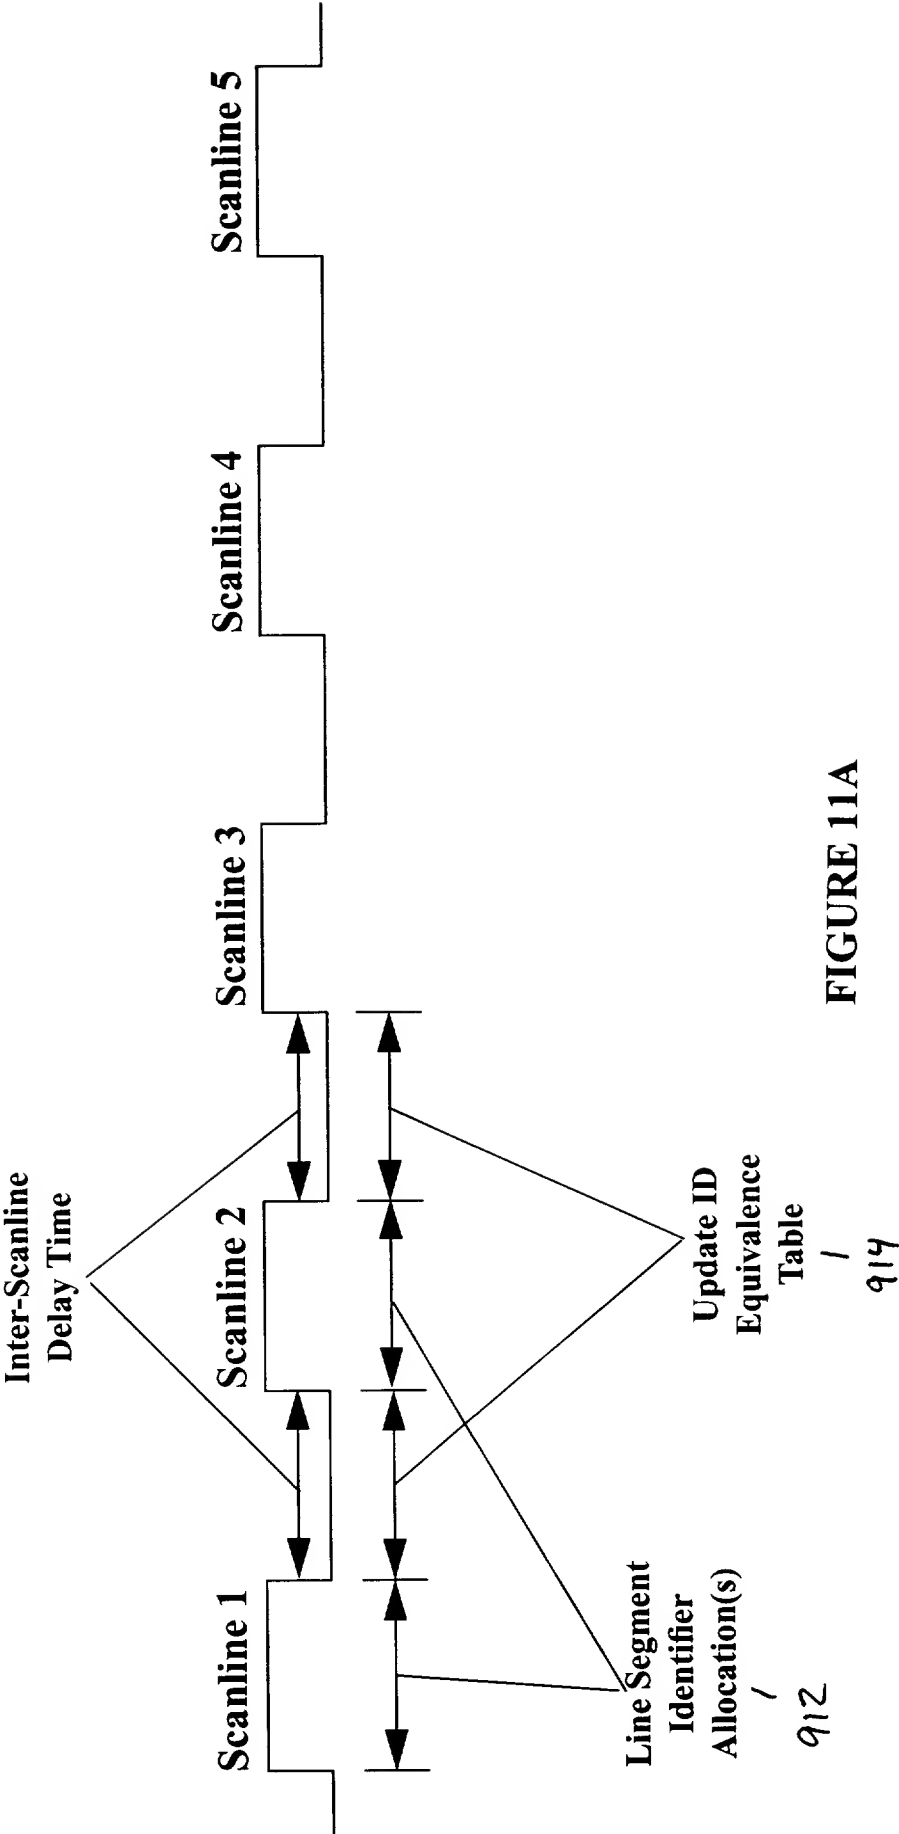 Inter-Scanline
Delay Time
Scanline 1
Scanline 2
Scanline 3
Scanline 4
Scanline 5
Line Segment
Identifier
Allocation(s)
912
Update ID
Equivalence
Table
914
FIGURE 11A